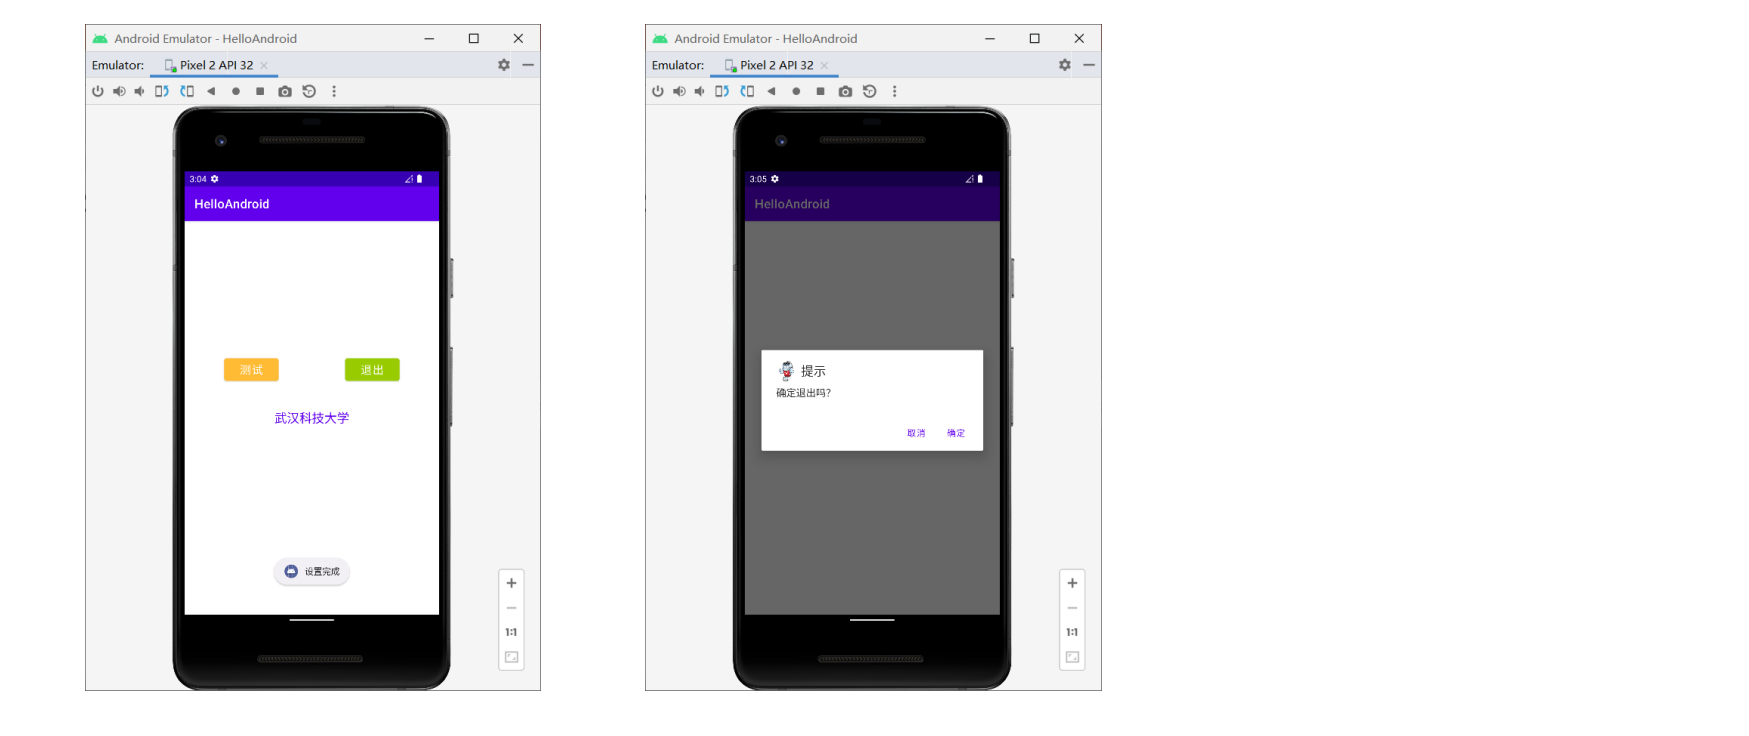 Android Emulator - HelloAndroid
Emulator: Pixel 2 API 32
3:04
HelloAndroid
测试 退出
武汉科技大学
设置完成
1:1
Android Emulator - HelloAndroid
Emulator: Pixel 2 API 32
3:05
HelloAndroid
提示
确定退出吗?
取消 确定
1:1